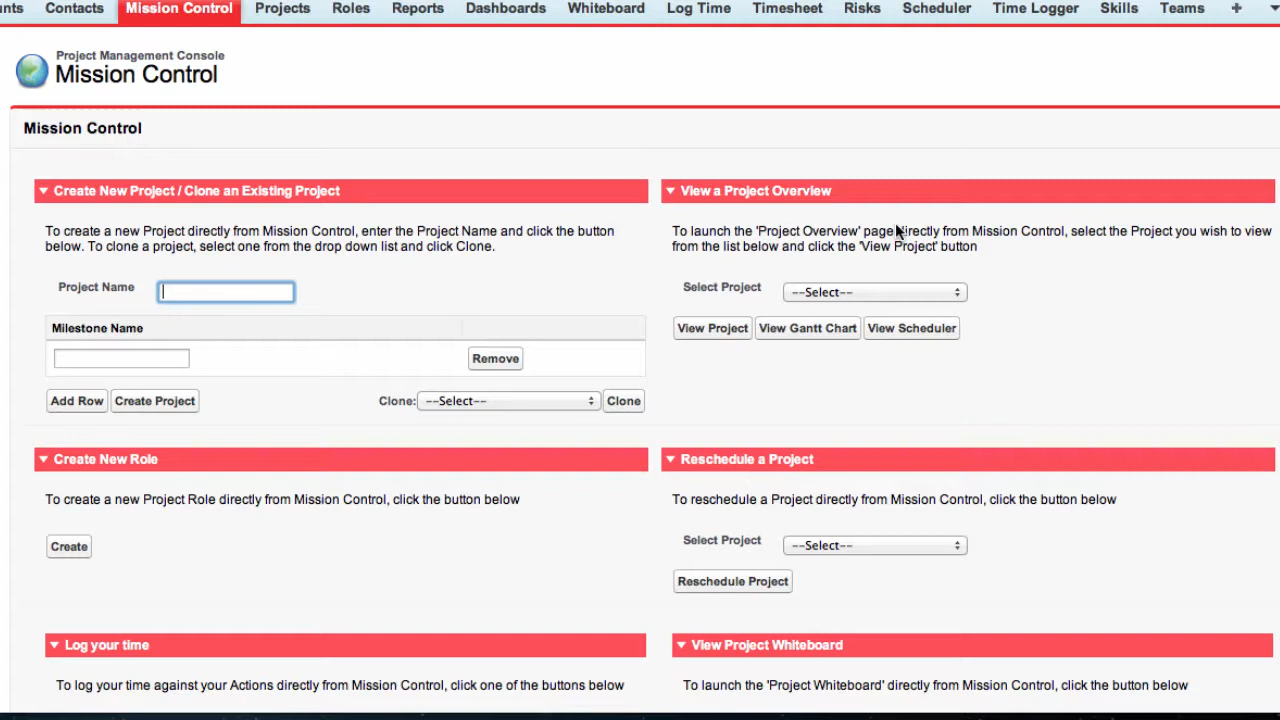 nts Contacts Mission Control Projects Roles Reports Dashboards Whiteboard Log Time Timesheet Risks Scheduler Time Logger Skills Teams +
Project Management Console
Mission Control
Mission Control
Create New Project / Clone an Existing Project
To create a new Project directly from Mission Control, enter the Project Name and click the button
below. To clone a project, select one from the drop down list and click Clone.
Project Name
Milestone Name
Remove
Add Row Create Project Clone: --Select-- Clone
View a Project Overview
To launch the 'Project Overview' page directly from Mission Control, select the Project you wish to view
from the list below and click the 'View Project' button
Select Project --Select--
View Project View Gantt Chart View Scheduler
Create New Role
To create a new Project Role directly from Mission Control, click the button below
Create
Reschedule a Project
To reschedule a Project directly from Mission Control, click the button below
Select Project --Select--
Reschedule Project
Log your time
To log your time against your Actions directly from Mission Control, click one of the buttons below
View Project Whiteboard
To launch the 'Project Whiteboard' directly from Mission Control, click the button below